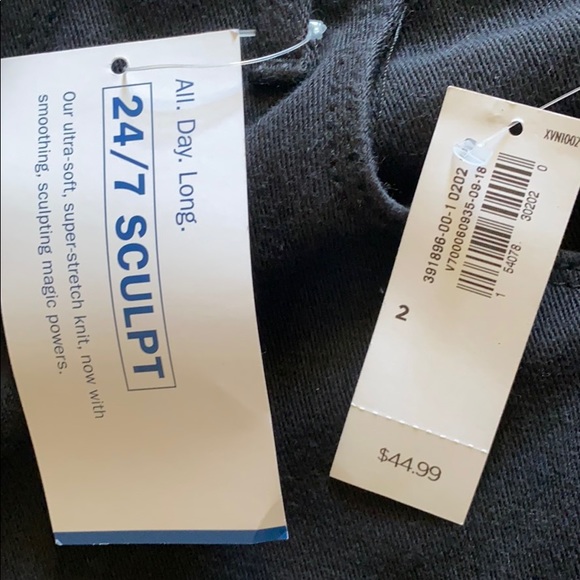 All. Day. Long.
24/7 SCULPT
Our ultra-soft, super-stretch knit, now with
smoothing, sculpting magic powers.
XVN1002
391896-00-1 0202
V700060935-09-18
1 54078 30202 0
2
$44.99